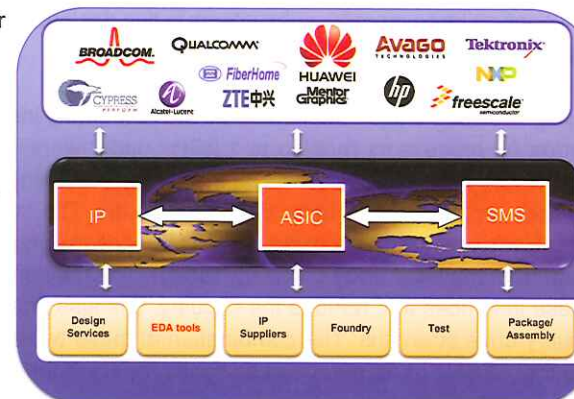 r
BROADCOM.
QUALCOMM
HUAWEI
AVAGO
TECHNOLOGIES
Tektronix
CYPRESS
PERFORM
Alcatel-Lucent
FiberHome
ZTE中兴
Mentor
Graphics
hp
NXP
freescale
semiconductor
IP
ASIC
SMS
Design
Services
EDA tools
IP
Suppliers
Foundry
Test
Package/
Assembly